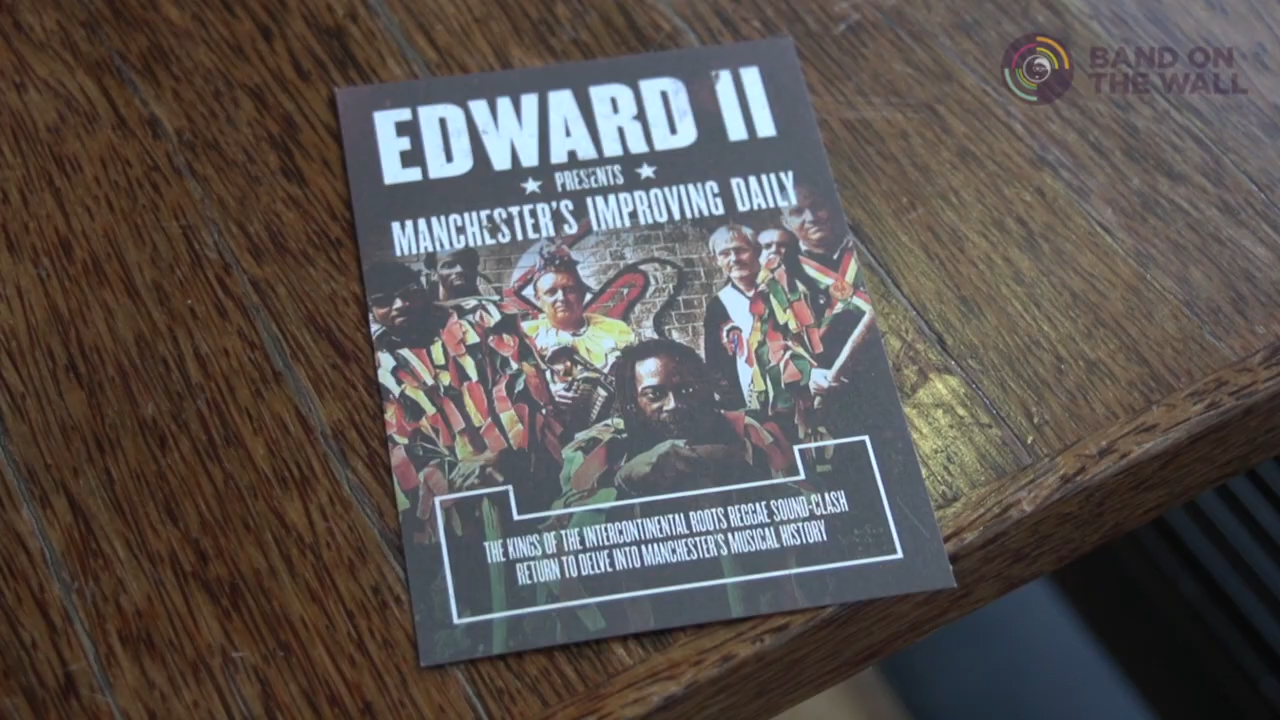 BAND ON
THE WALL
EDWARD II
★ PRESENTS ★
MANCHESTER'S IMPROVING DAILY
THE KINGS OF THE INTERCONTINENTAL ROOTS REGGAE SOUND-CLASH
RETURN TO DELVE INTO MANCHESTER'S MUSICAL HISTORY